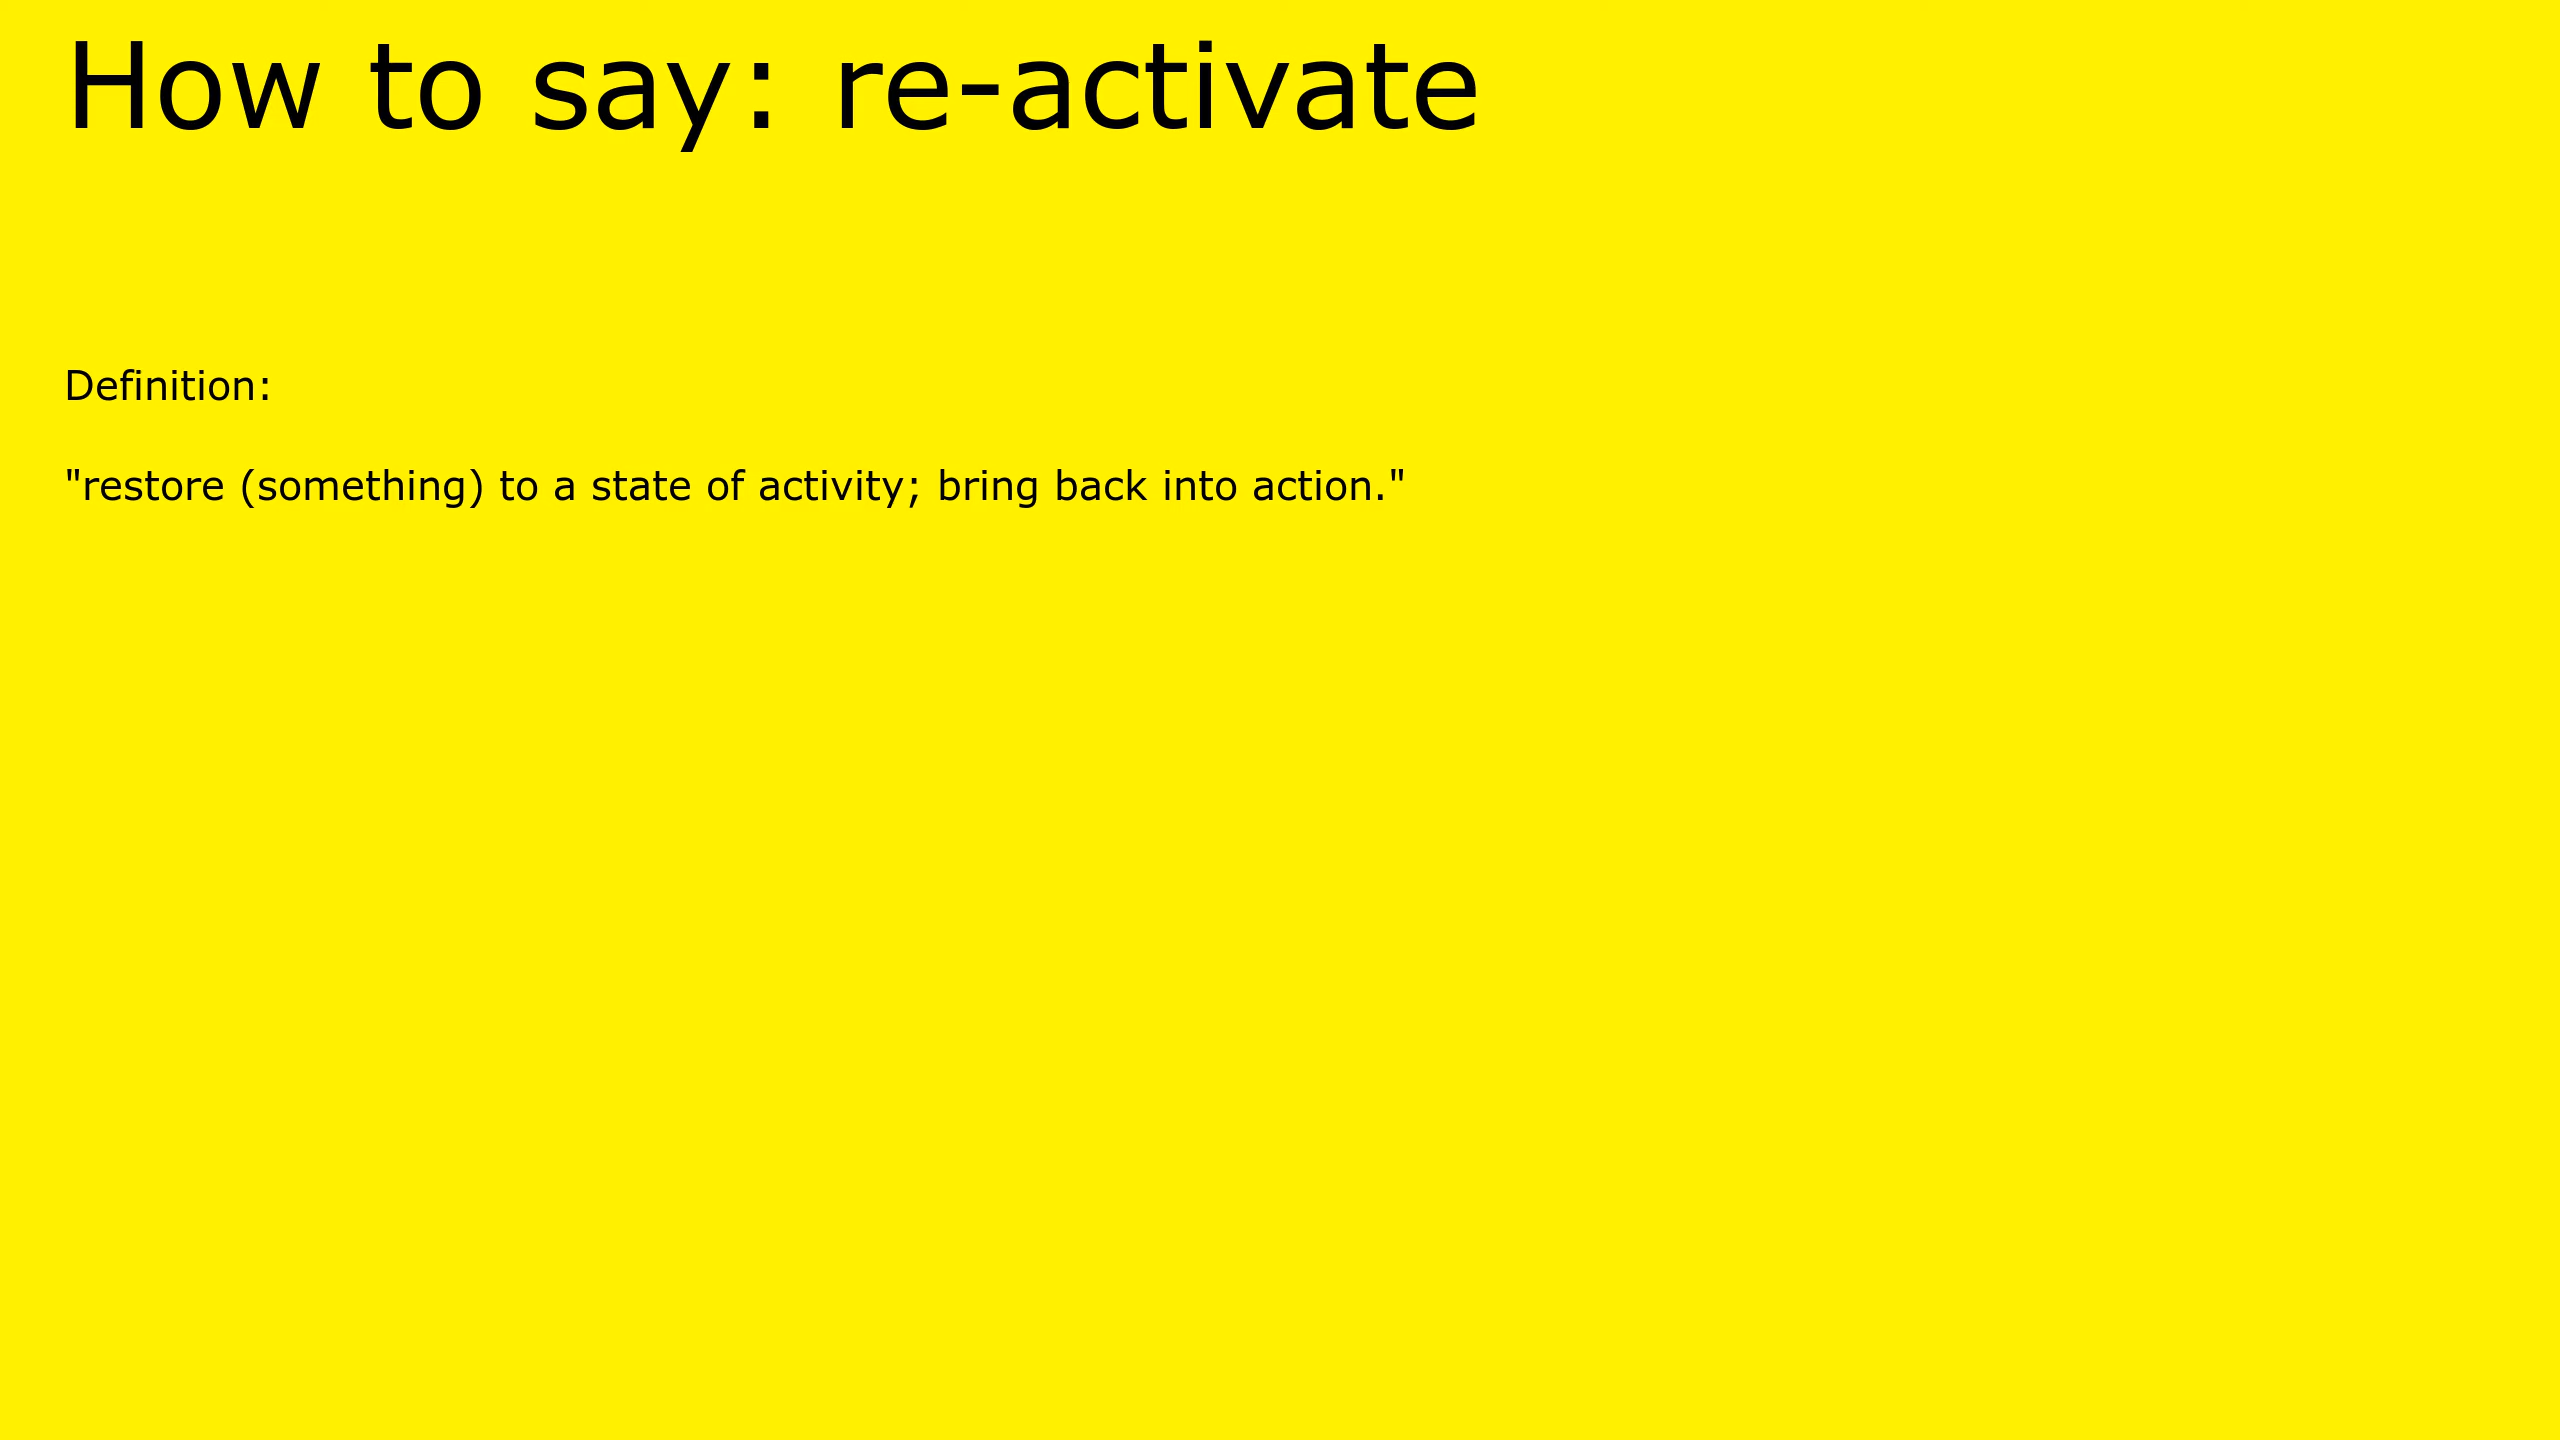 How to say: re-activate
Definition:
"restore (something) to a state of activity; bring back into action."